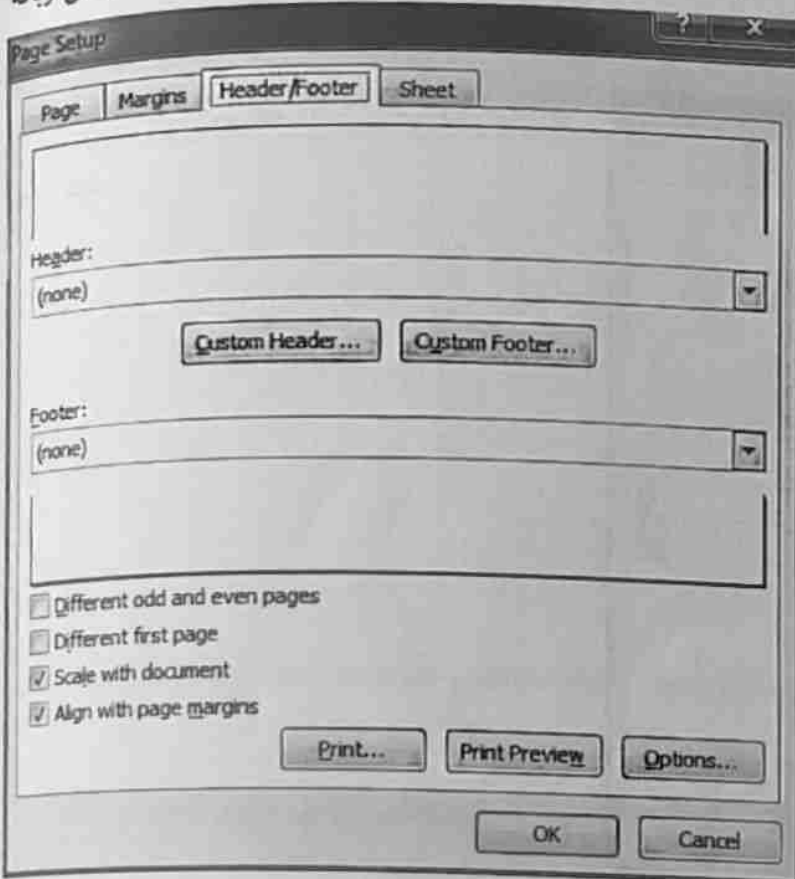 Page Setup
? X
Page Margins Header/Footer Sheet
Header:
(none)
Custom Header... Custom Footer...
Footer:
(none)
Different odd and even pages
Different first page
Scale with document
Align with page margins
Print... Print Preview Options...
OK Cancel